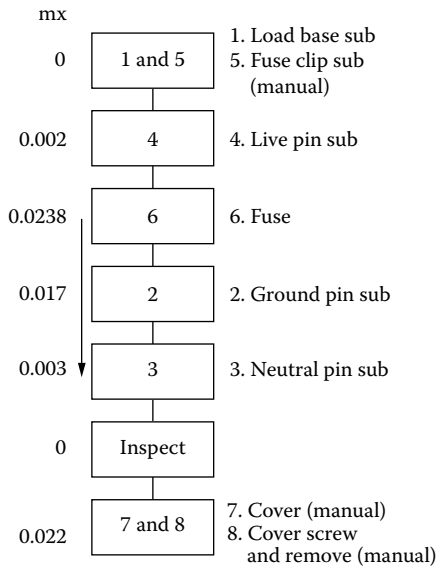 mx
0
1 and 5
1. Load base sub
5. Fuse clip sub
(manual)
0.002
4
4. Live pin sub
0.0238
6
6. Fuse
0.017
2
2. Ground pin sub
0.003
3
3. Neutral pin sub
0
Inspect
0.022
7 and 8
7. Cover (manual)
8. Cover screw
and remove (manual)